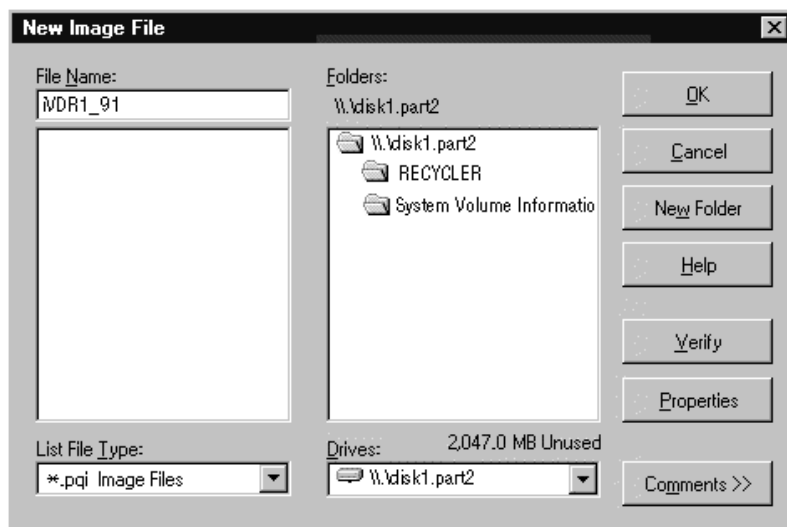 New Image File
File Name:
iVDR1_91
Folders:
\\.\disk1.part2
\\.\disk1.part2
RECYCLER
System Volume Informatio
OK
Cancel
New Folder
Help
Verify
Properties
Comments >>
List File Type:
*.pqi Image Files
Drives:
2,047.0 MB Unused
\\.\disk1.part2